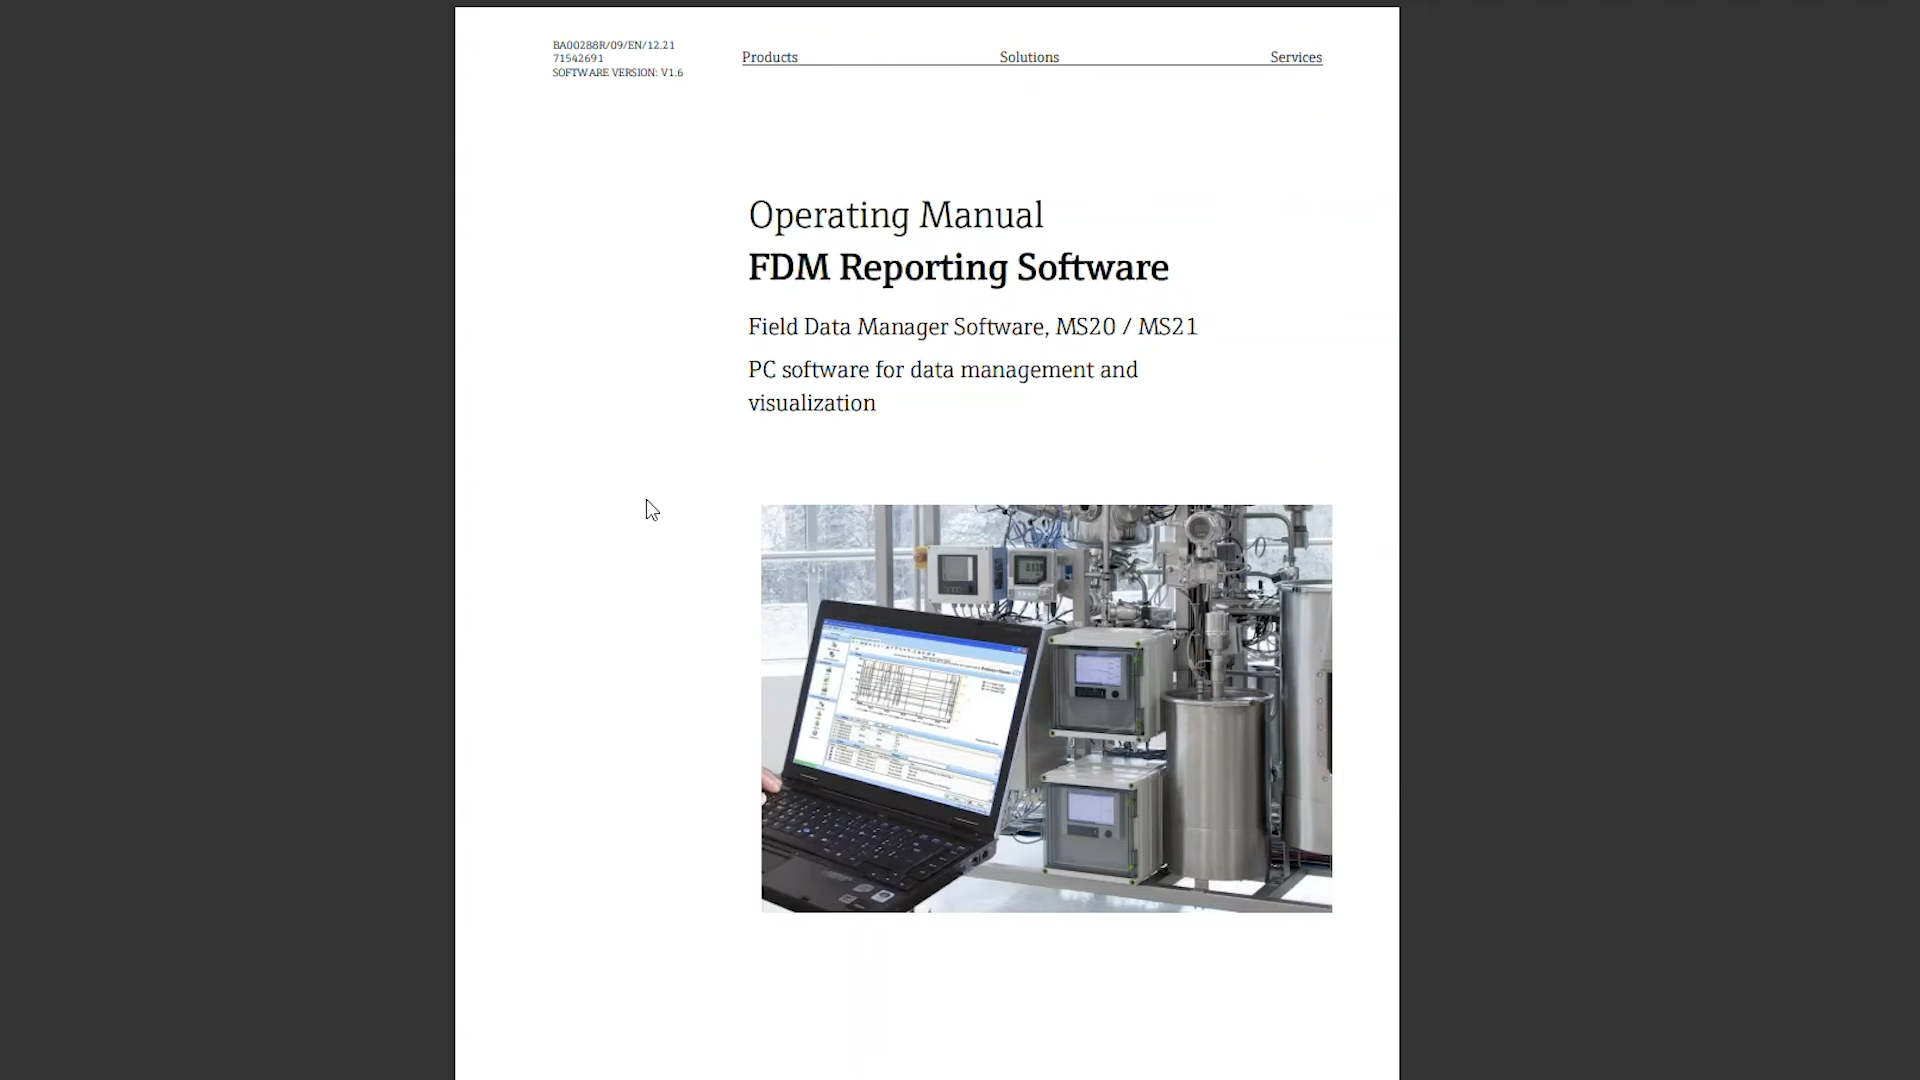 BA00288R/09/EN/12.21
71542691
SOFTWARE VERSION: V1.6
Products Solutions Services
Operating Manual
FDM Reporting Software
Field Data Manager Software, MS20 / MS21
PC software for data management and
visualization